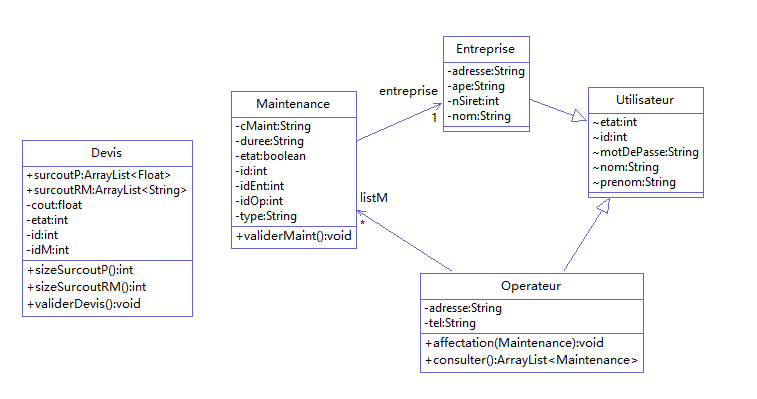 Entreprise
-adresse:String
-ape:String
-nSiret:int
-nom:String
entreprise
1
Utilisateur
~etat:int
~id:int
~motDePasse:String
~nom:String
~prenom:String
Maintenance
-cMaint:String
-duree:String
-etat:boolean
-id:int
-idEnt:int
-idOp:int
-type:String
+validerMaint():void
Devis
+surcoutP:ArrayList<Float>
+surcoutRM:ArrayList<String>
-cout:float
-etat:int
-id:int
-idM:int
+sizeSurcoutP():int
+sizeSurcoutRM():int
+validerDevis():void
listM
*
Operateur
-adresse:String
-tel:String
+affectation(Maintenance):void
+consulter():ArrayList<Maintenance>